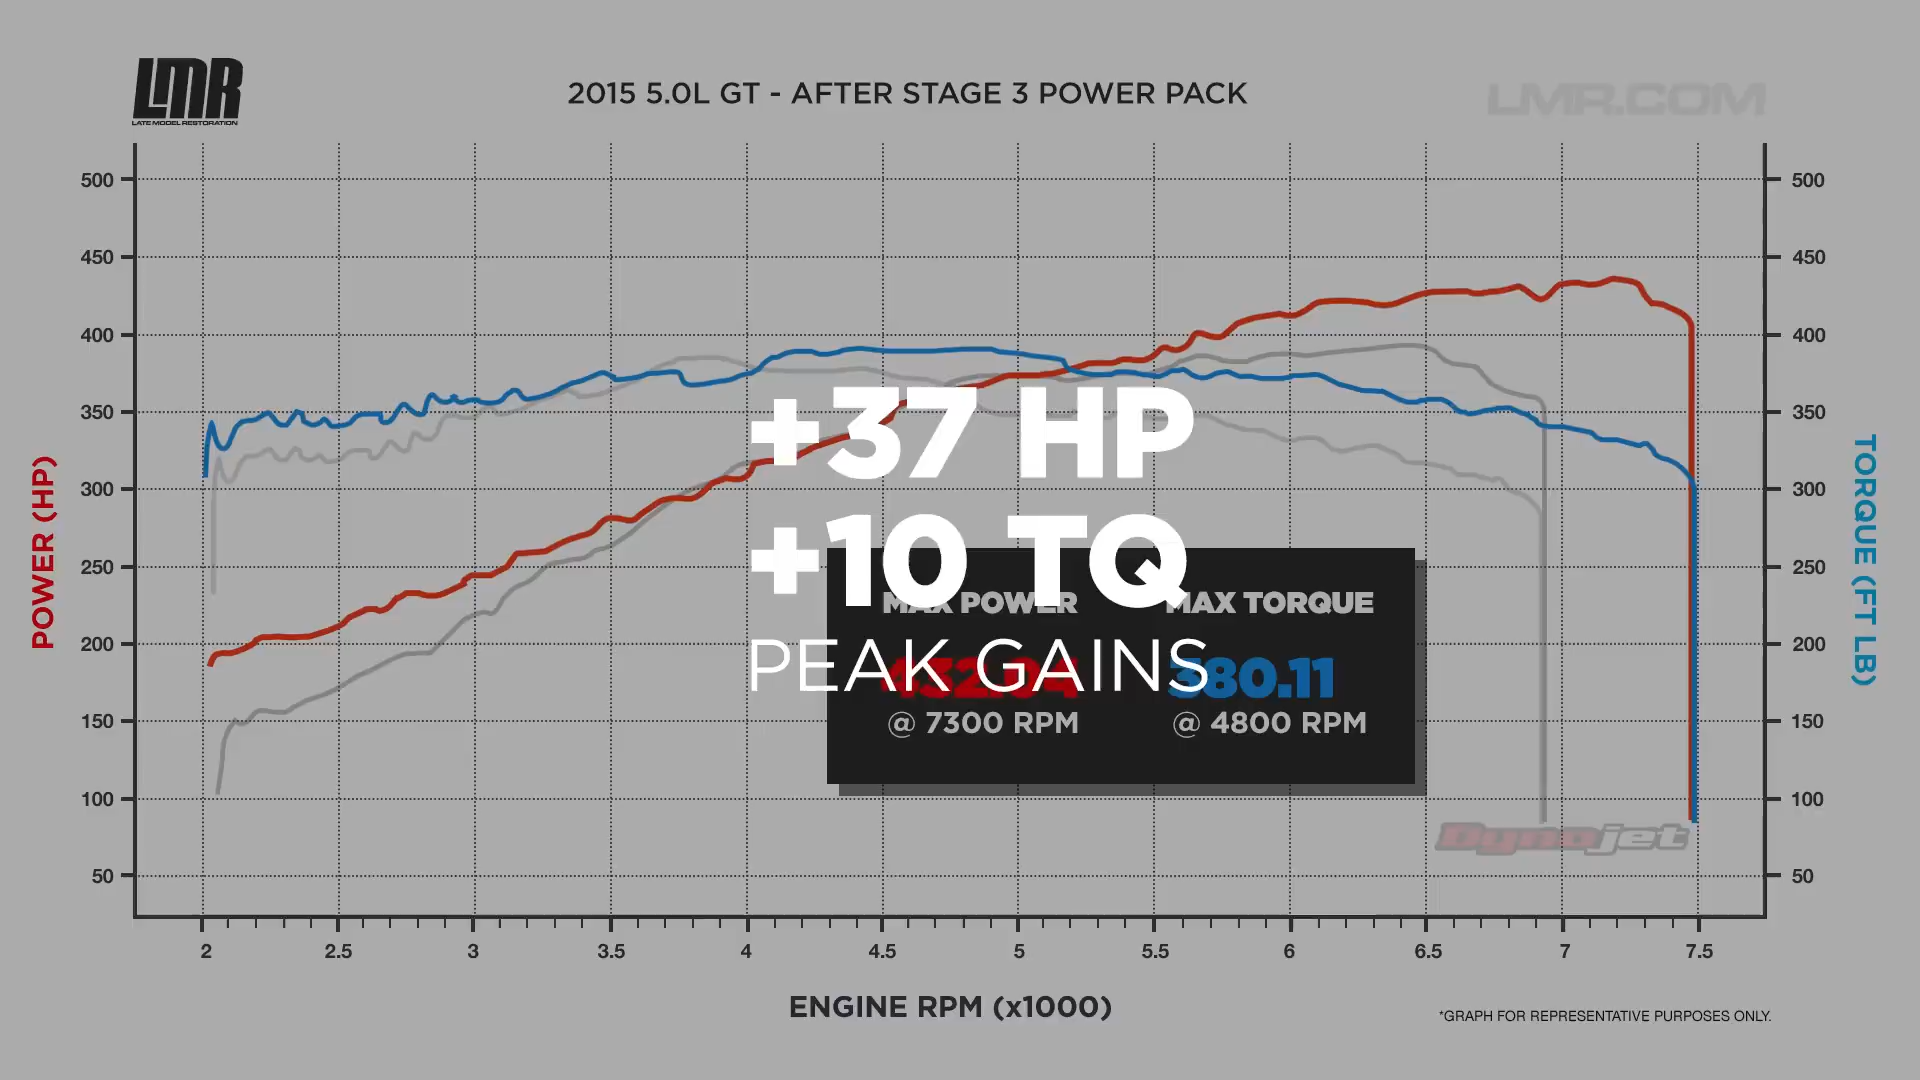 LMR
LATE MODEL RESTORATION
2015 5.0L GT - AFTER STAGE 3 POWER PACK
LMR.COM
500
450
400
350
300
250
200
150
100
50
500
450
400
350
300
250
200
150
100
50
POWER (HP)
TORQUE (FT LB)
+37 HP
+10 TQ
PEAK GAINS
MAX POWER
MAX TORQUE
432.04
380.11
@ 7300 RPM
@ 4800 RPM
Dynojet
2 2.5 3 3.5 4 4.5 5 5.5 6 6.5 7 7.5
ENGINE RPM (x1000)
*GRAPH FOR REPRESENTATIVE PURPOSES ONLY.